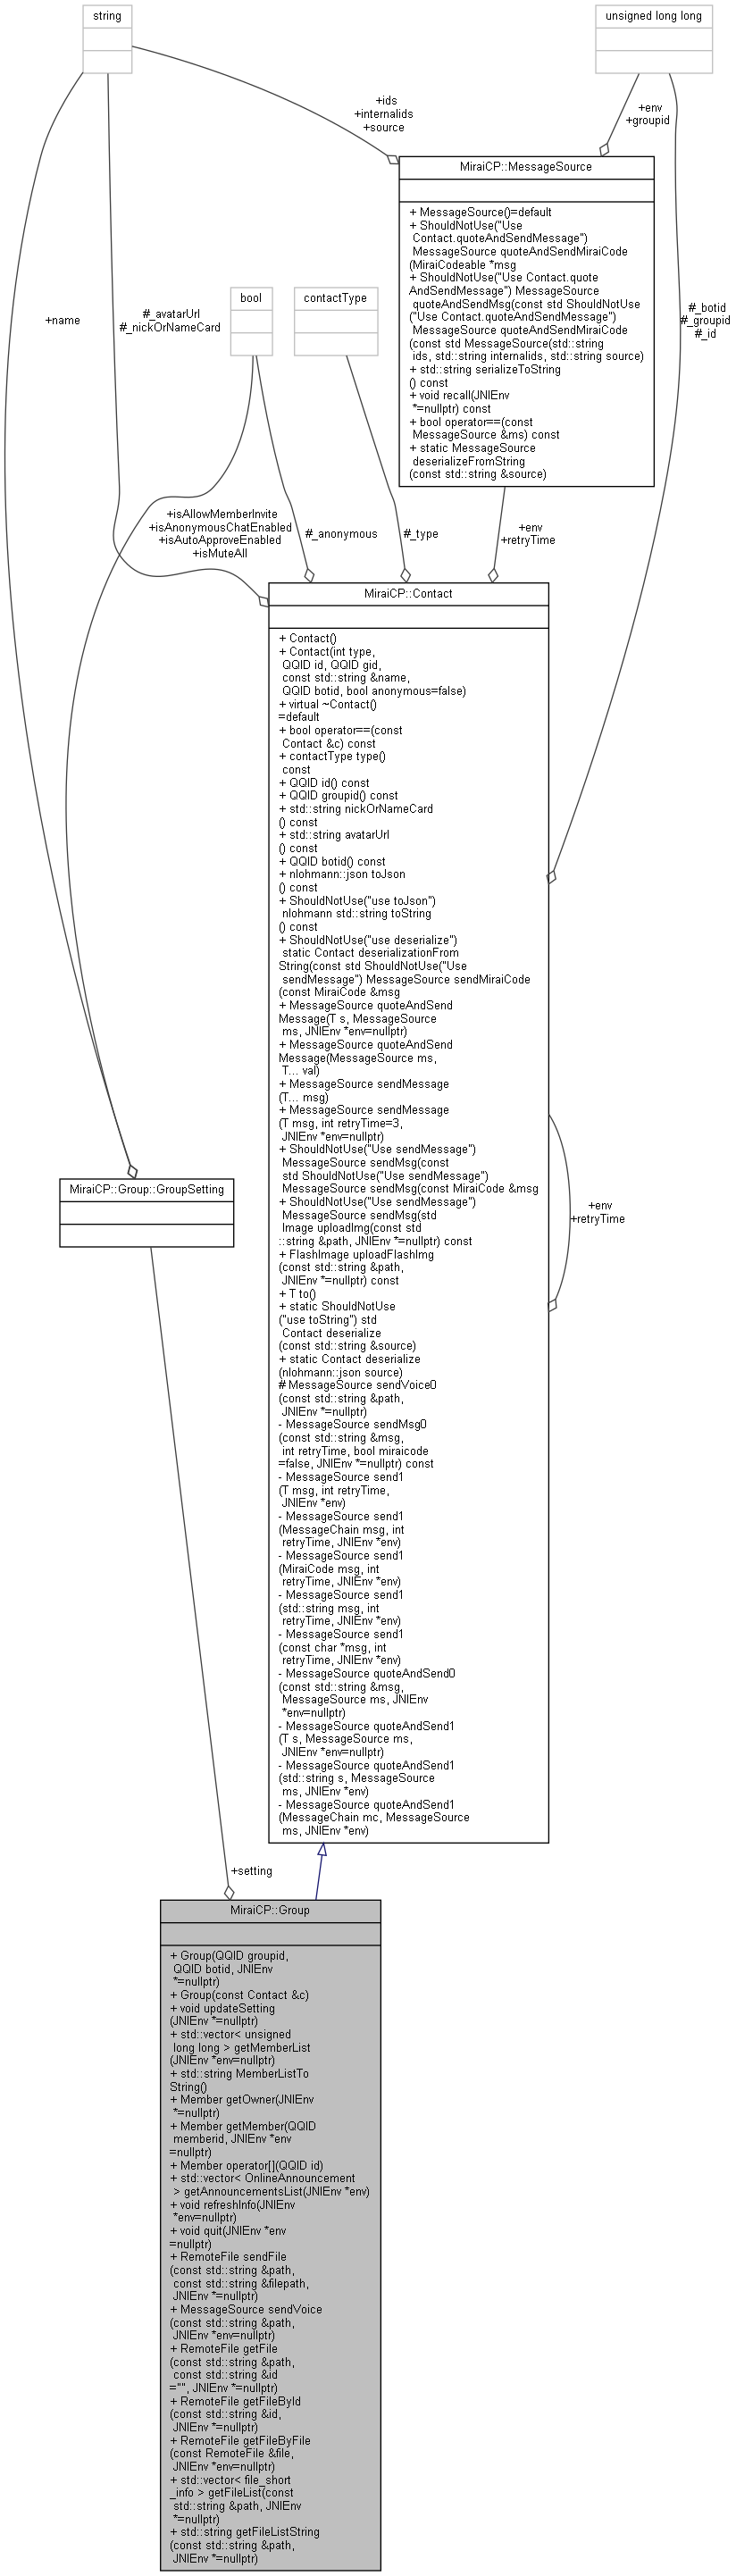 string
unsigned long long
+ids
+internalids
+source
+env
+groupid
MiraiCP::MessageSource
+ MessageSource()=default
+ ShouldNotUse("Use
Contact.quoteAndSendMessage")
MessageSource quoteAndSendMiraiCode
(MiraiCodeable *msg
+ ShouldNotUse("Use Contact.quote
AndSendMessage") MessageSource
quoteAndSendMsg(const std ShouldNotUse
("Use Contact.quoteAndSendMessage")
MessageSource quoteAndSendMiraiCode
(const std MessageSource(std::string
ids, std::string internalids, std::string source)
+ std::string serializeToString
() const
+ void recall(JNIEnv
*=nullptr) const
+ bool operator==(const
MessageSource &ms) const
+ static MessageSource
deserializeFromString
(const std::string &source)
bool
contactType
+name
#_avatarUrl
#_nickOrNameCard
#_botid
#_groupid
#_id
+isAllowMemberInvite
+isAnonymousChatEnabled
+isAutoApproveEnabled
+isMuteAll
#_anonymous
#_type
+env
+retryTime
MiraiCP::Contact
+ Contact()
+ Contact(int type,
QQID id, QQID gid,
const std::string &name,
QQID botid, bool anonymous=false)
+ virtual ~Contact()
=default
+ bool operator==(const
Contact &c) const
+ contactType type()
const
+ QQID id() const
+ QQID groupid() const
+ std::string nickOrNameCard
() const
+ std::string avatarUrl
() const
+ QQID botid() const
+ nlohmann::json toJson
() const
+ ShouldNotUse("use toJson")
nlohmann std::string toString
() const
+ ShouldNotUse("use deserialize")
static Contact deserializationFrom
String(const std ShouldNotUse("Use
sendMessage") MessageSource sendMiraiCode
(const MiraiCode &msg
+ MessageSource quoteAndSend
Message(T s, MessageSource
ms, JNIEnv *env=nullptr)
+ MessageSource quoteAndSend
Message(MessageSource ms,
T... val)
+ MessageSource sendMessage
(T... msg)
+ MessageSource sendMessage
(T msg, int retryTime=3,
JNIEnv *env=nullptr)
+ ShouldNotUse("Use sendMessage")
MessageSource sendMsg(const
std ShouldNotUse("Use sendMessage")
MessageSource sendMsg(const MiraiCode &msg
+ ShouldNotUse("Use sendMessage")
MessageSource sendMsg(std
Image uploadImg(const std
::string &path, JNIEnv *=nullptr) const
+ FlashImage uploadFlashImg
(const std::string &path,
JNIEnv *=nullptr) const
+ T to()
+ static ShouldNotUse
("use toString") std
Contact deserialize
(const std::string &source)
+ static Contact deserialize
(nlohmann::json source)
# MessageSource sendVoice0
(const std::string &path,
JNIEnv *=nullptr)
- MessageSource sendMsg0
(const std::string &msg,
int retryTime, bool miraicode
=false, JNIEnv *=nullptr) const
- MessageSource send1
(T msg, int retryTime,
JNIEnv *env)
- MessageSource send1
(MessageChain msg, int
retryTime, JNIEnv *env)
- MessageSource send1
(MiraiCode msg, int
retryTime, JNIEnv *env)
- MessageSource send1
(std::string msg, int
retryTime, JNIEnv *env)
- MessageSource send1
(const char *msg, int
retryTime, JNIEnv *env)
- MessageSource quoteAndSend0
(const std::string &msg,
MessageSource ms, JNIEnv
*env=nullptr)
- MessageSource quoteAndSend1
(T s, MessageSource ms,
JNIEnv *env=nullptr)
- MessageSource quoteAndSend1
(std::string s, MessageSource
ms, JNIEnv *env)
- MessageSource quoteAndSend1
(MessageChain mc, MessageSource
ms, JNIEnv *env)
+env
+retryTime
MiraiCP::Group::GroupSetting
+setting
MiraiCP::Group
+ Group(QQID groupid,
QQID botid, JNIEnv
*=nullptr)
+ Group(const Contact &c)
+ void updateSetting
(JNIEnv *=nullptr)
+ std::vector< unsigned
long long > getMemberList
(JNIEnv *env=nullptr)
+ std::string MemberListTo
String()
+ Member getOwner(JNIEnv
*=nullptr)
+ Member getMember(QQID
memberid, JNIEnv *env
=nullptr)
+ Member operator[](QQID id)
+ std::vector< OnlineAnnouncement
> getAnnouncementsList(JNIEnv *env)
+ void refreshInfo(JNIEnv
*env=nullptr)
+ void quit(JNIEnv *env
=nullptr)
+ RemoteFile sendFile
(const std::string &path,
const std::string &filepath,
JNIEnv *=nullptr)
+ MessageSource sendVoice
(const std::string &path,
JNIEnv *env=nullptr)
+ RemoteFile getFile
(const std::string &path,
const std::string &id
="", JNIEnv *=nullptr)
+ RemoteFile getFileById
(const std::string &id,
JNIEnv *=nullptr)
+ RemoteFile getFileByFile
(const RemoteFile &file,
JNIEnv *env=nullptr)
+ std::vector< file_short
_info > getFileList(const
std::string &path, JNIEnv
*=nullptr)
+ std::string getFileListString
(const std::string &path,
JNIEnv *=nullptr)